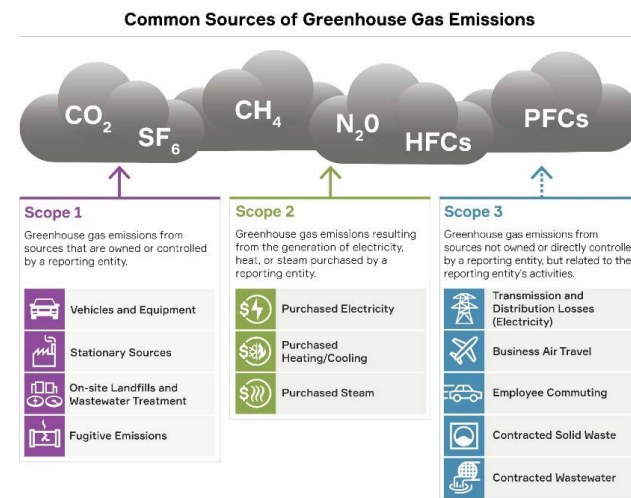 Common Sources of Greenhouse Gas Emissions
CO₂
SF₆
CH₄
N₂0
HFCs
PFCs
Scope 1
Greenhouse gas emissions from
sources that are owned or controlled
by a reporting entity.
Vehicles and Equipment
Stationary Sources
On-site Landfills and
Wastewater Treatment
Fugitive Emissions
Scope 2
Greenhouse gas emissions resulting
from the generation of electricity,
heat, or steam purchased by a
reporting entity.
Purchased Electricity
Purchased
Heating/Cooling
Purchased Steam
Scope 3
Greenhouse gas emissions from
sources not owned or directly controlle
by a reporting entity, but related to the
reporting entity's activities.
Transmission and
Distribution Losses
(Electricity)
Business Air Travel
Employee Commuting
Contracted Solid Waste
Contracted Wastewater